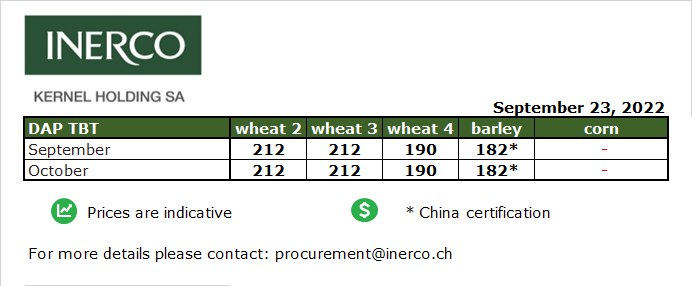 INERCO
KERNEL HOLDING SA
September 23, 2022
DAP TBT wheat 2 wheat 3 wheat 4 barley corn
September 212 212 190 182* -
October 212 212 190 182* -
Prices are indicative $ * China certification
For more details please contact: procurement@inerco.ch